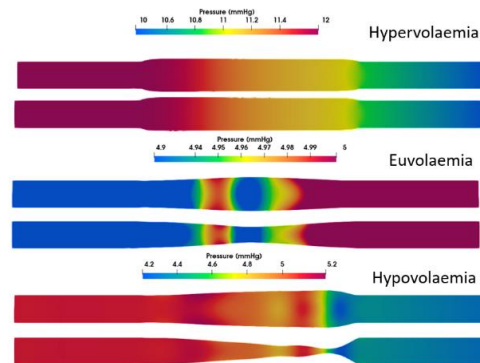 Pressure (mmHg)
10 10.6 10.8 11 11.2 11.4 12
Hypervolaemia
Pressure (mmHg)
4.9 4.94 4.95 4.96 4.97 4.98 4.99 5
Euvolaemia
Pressure (mmHg)
4.2 4.4 4.6 4.8 5 5.2
Hypovolaemia